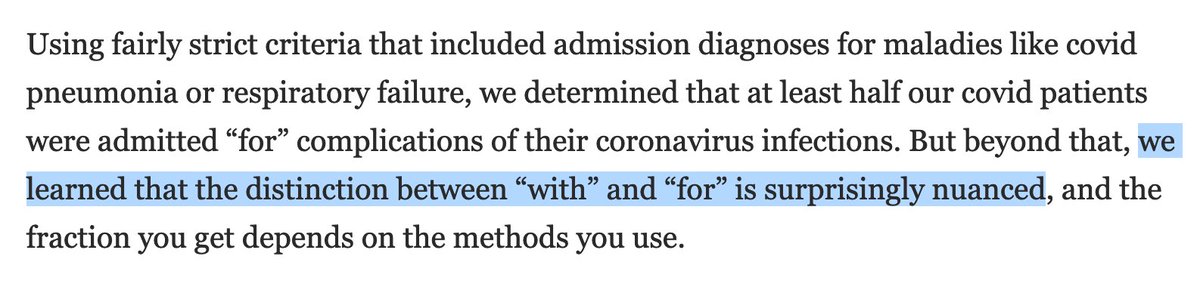 Using fairly strict criteria that included admission diagnoses for maladies like covid
pneumonia or respiratory failure, we determined that at least half our covid patients
were admitted “for” complications of their coronavirus infections. But beyond that, we
learned that the distinction between “with” and “for” is surprisingly nuanced, and the
fraction you get depends on the methods you use.